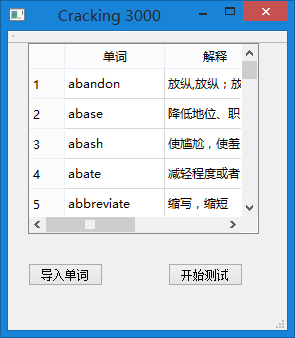 Cracking 3000
单词 解释
1 abandon 放纵,放纵；放
2 abase 降低地位、职
3 abash 使尴尬，使羞
4 abate 减轻程度或者
5 abbreviate 缩写，缩短
导入单词 开始测试